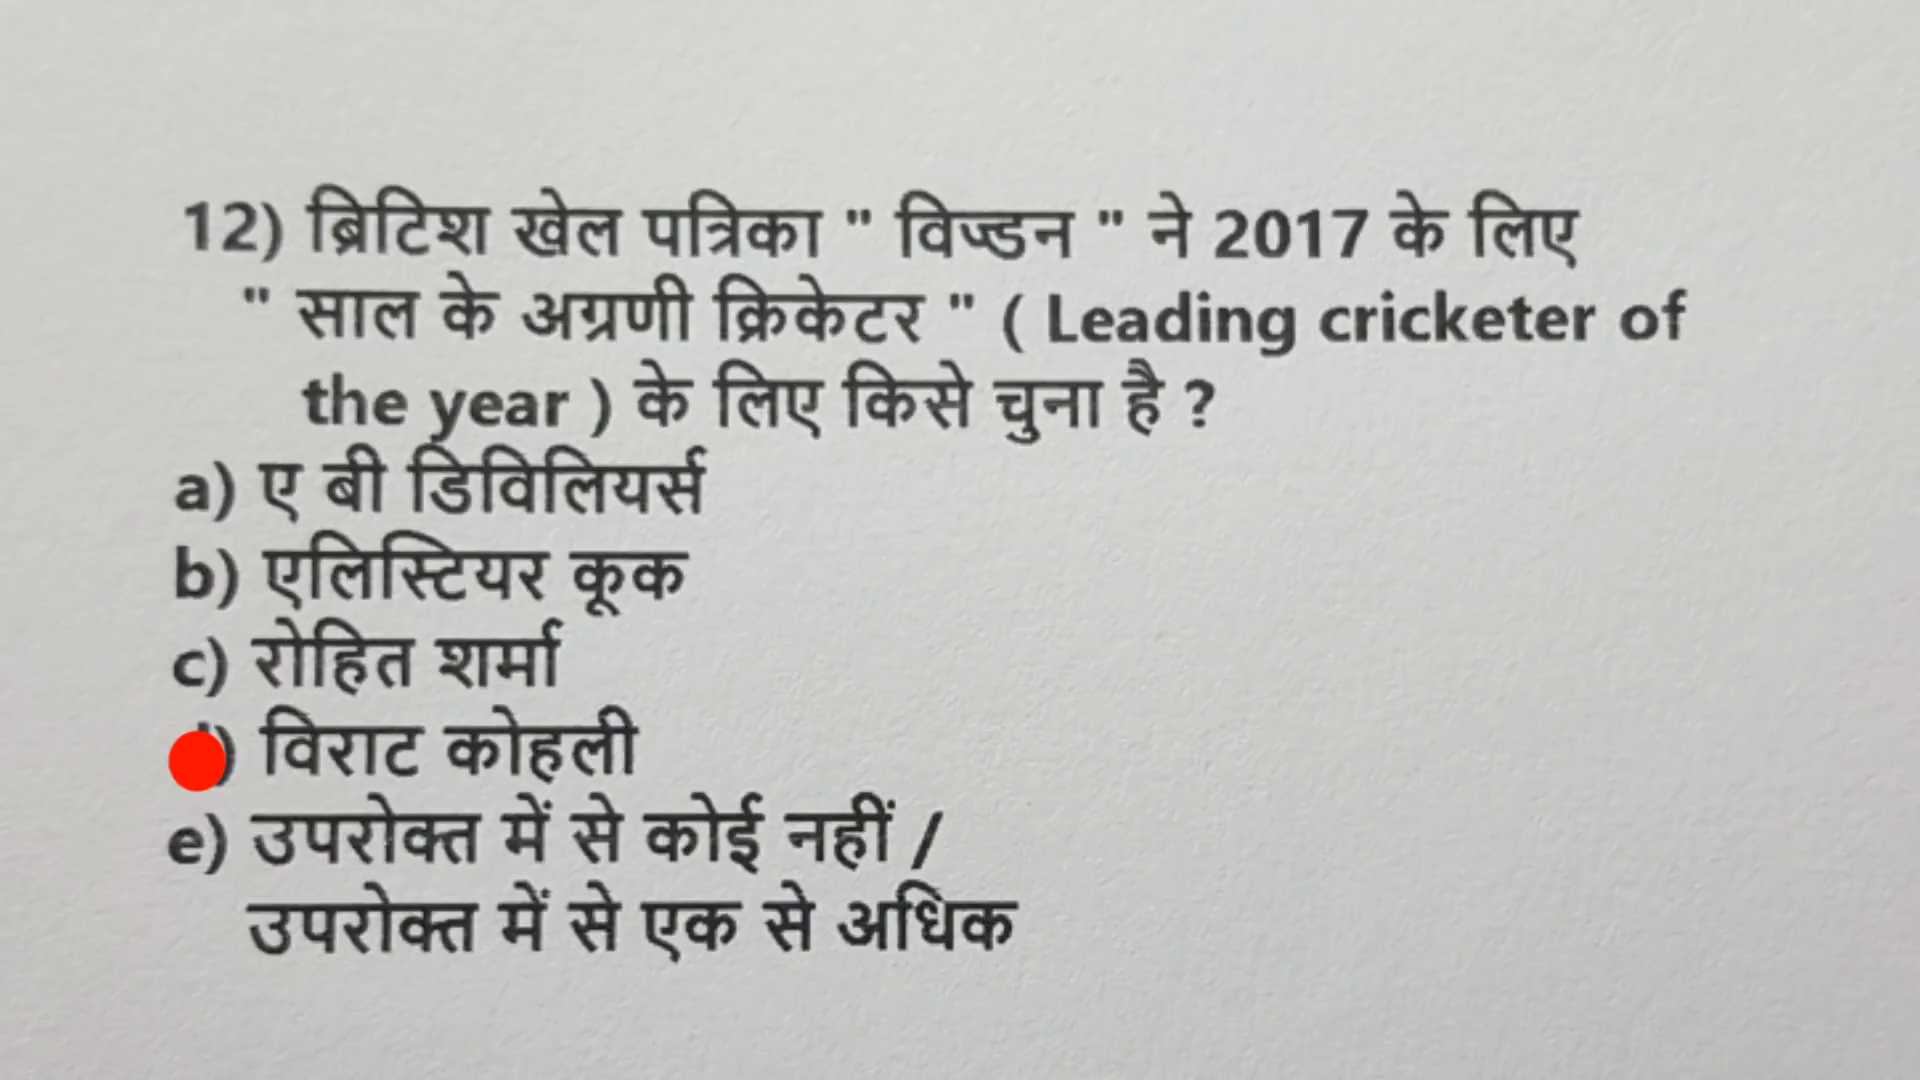 12) ब्रिटिश खेल पत्रिका " विज्डन " ने 2017 के लिए
" साल के अग्रणी क्रिकेटर " ( Leading cricketer of
the year ) के लिए किसे चुना है ?
a) ए बी डिविलियर्स
b) एलिस्टियर कूक
c) रोहित शर्मा
) विराट कोहली
e) उपरोक्त में से कोई नहीं /
उपरोक्त में से एक से अधिक